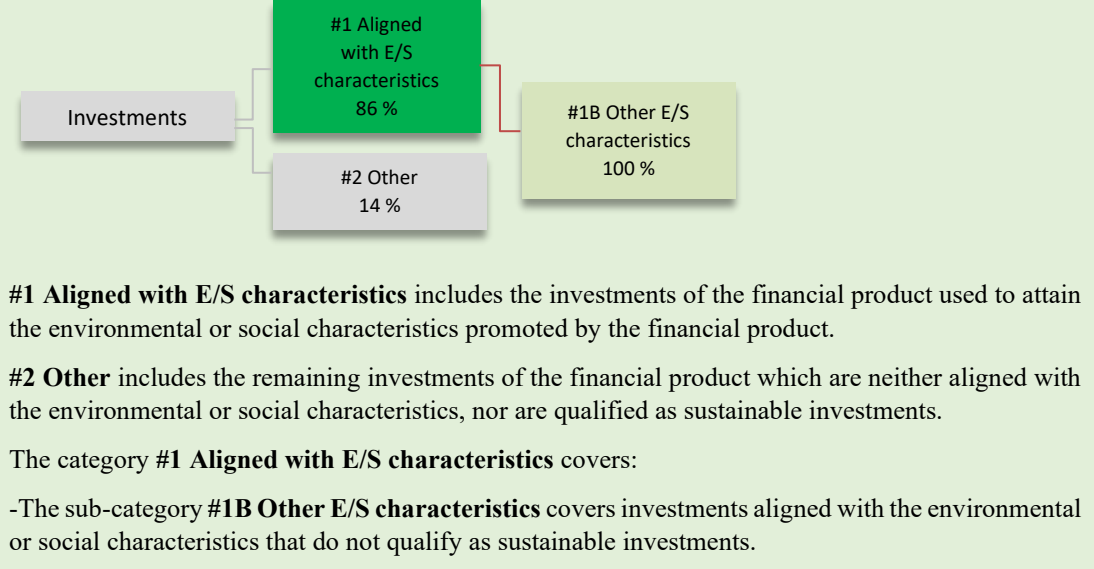 #1 Aligned
with E/S
characteristics
86 %
Investments
#1B Other E/S
characteristics
100 %
#2 Other
14 %
#1 Aligned with E/S characteristics includes the investments of the financial product used to attain
the environmental or social characteristics promoted by the financial product.
#2 Other includes the remaining investments of the financial product which are neither aligned with
the environmental or social characteristics, nor are qualified as sustainable investments.
The category #1 Aligned with E/S characteristics covers:
-The sub-category #1B Other E/S characteristics covers investments aligned with the environmental
or social characteristics that do not qualify as sustainable investments.